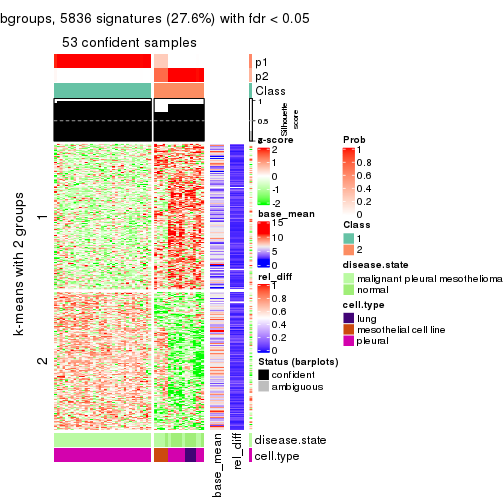 bgroups, 5836 signatures (27.6%) with fdr < 0.05
53 confident samples
p1
p2
Class
1
0.5
0
Silhouette
score
k-means with 2 groups
1
2
z-score
2
1
0
-1
-2
base_mean
15
10
5
0
rel_diff
1
0.8
0.6
0.4
0.2
0
Status (barplots)
confident
ambiguous
Prob
1
0.8
0.6
0.4
0.2
0
Class
1
2
disease.state
malignant pleural mesothelioma
normal
cell.type
lung
mesothelial cell line
pleural
disease.state
cell.type
base_mean
rel_diff